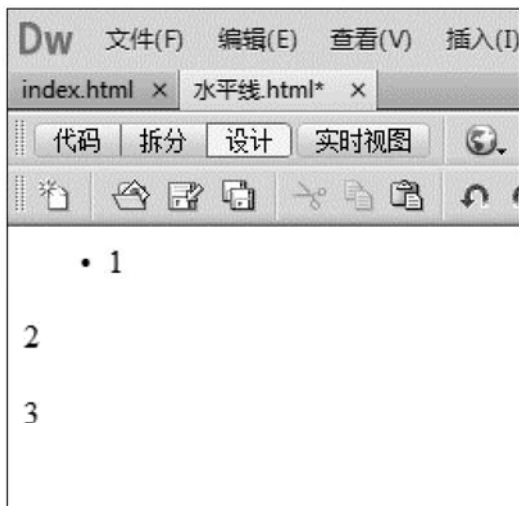 Dw 文件(F) 编辑(E) 查看(V) 插入(I)
index.html × 水平线.html* ×
代码 拆分 设计 实时视图
• 1
2
3